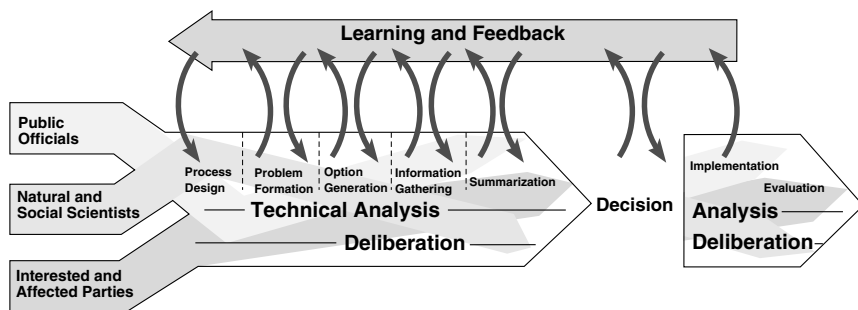 Learning and Feedback
Public
Officials
Natural and
Social Scientists
Interested and
Affected Parties
Process
Design
Problem
Formation
Option
Generation
Information
Gathering
Summarization
Technical Analysis
Deliberation
Decision
Implementation
Evaluation
Analysis
Deliberation